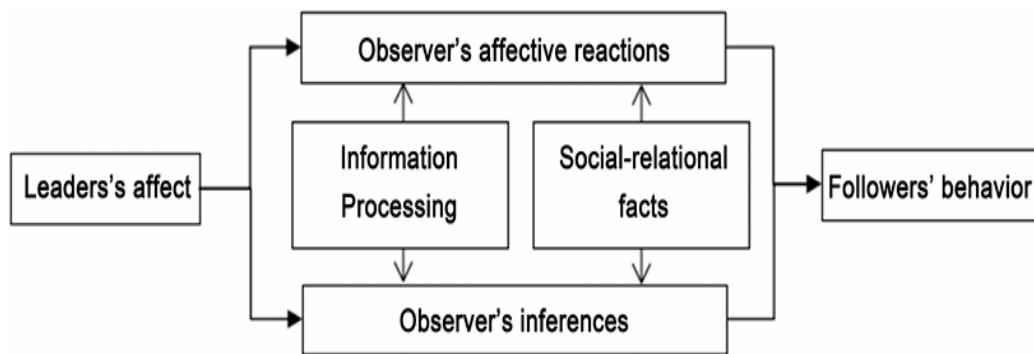 Observer’s affective reactions
Leaders’s affect
Information
Processing
Social-relational
facts
Followers’ behavior
Observer’s inferences